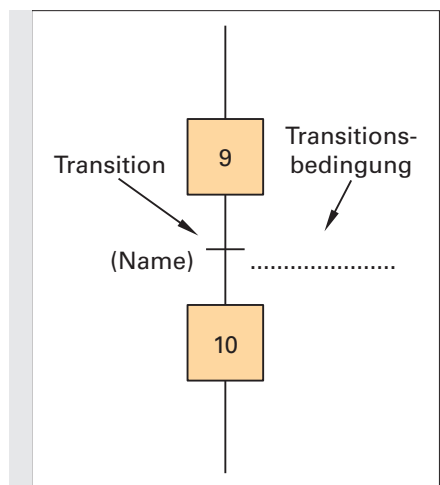 9
Transitions-
bedingung
Transition
(Name) ......................
10